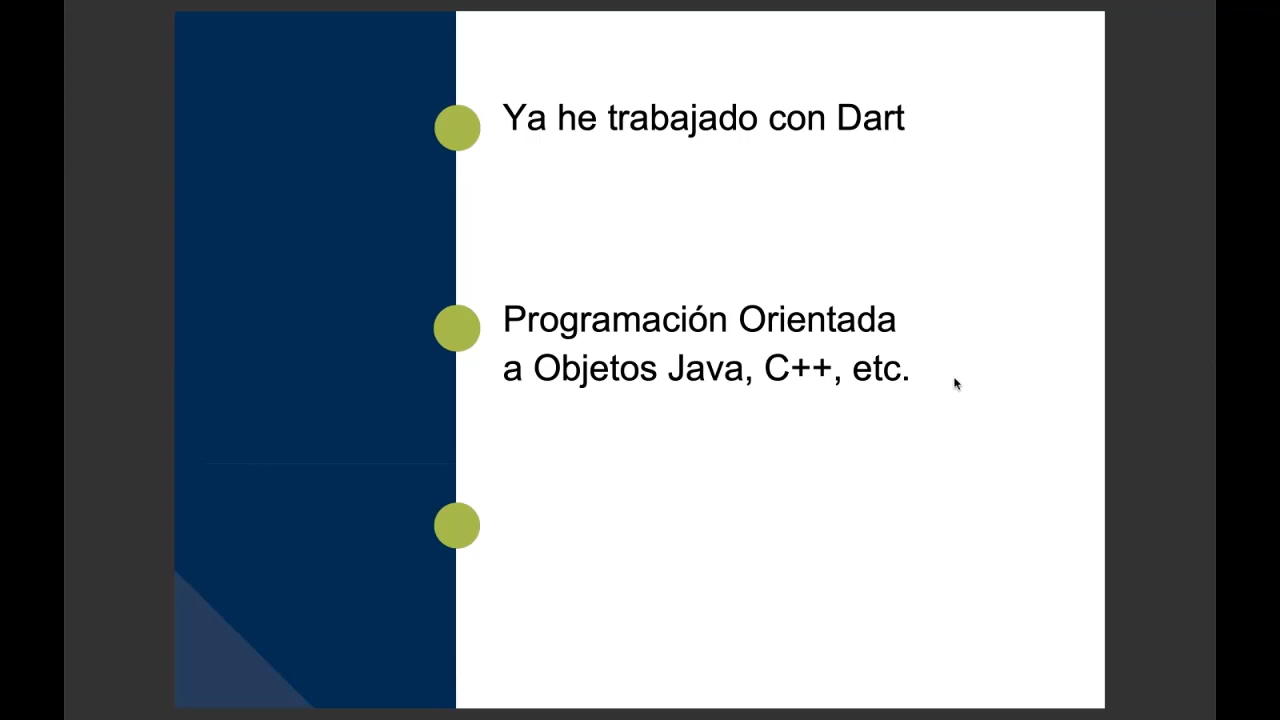 Ya he trabajado con Dart
Programación Orientada
a Objetos Java, C++, etc.